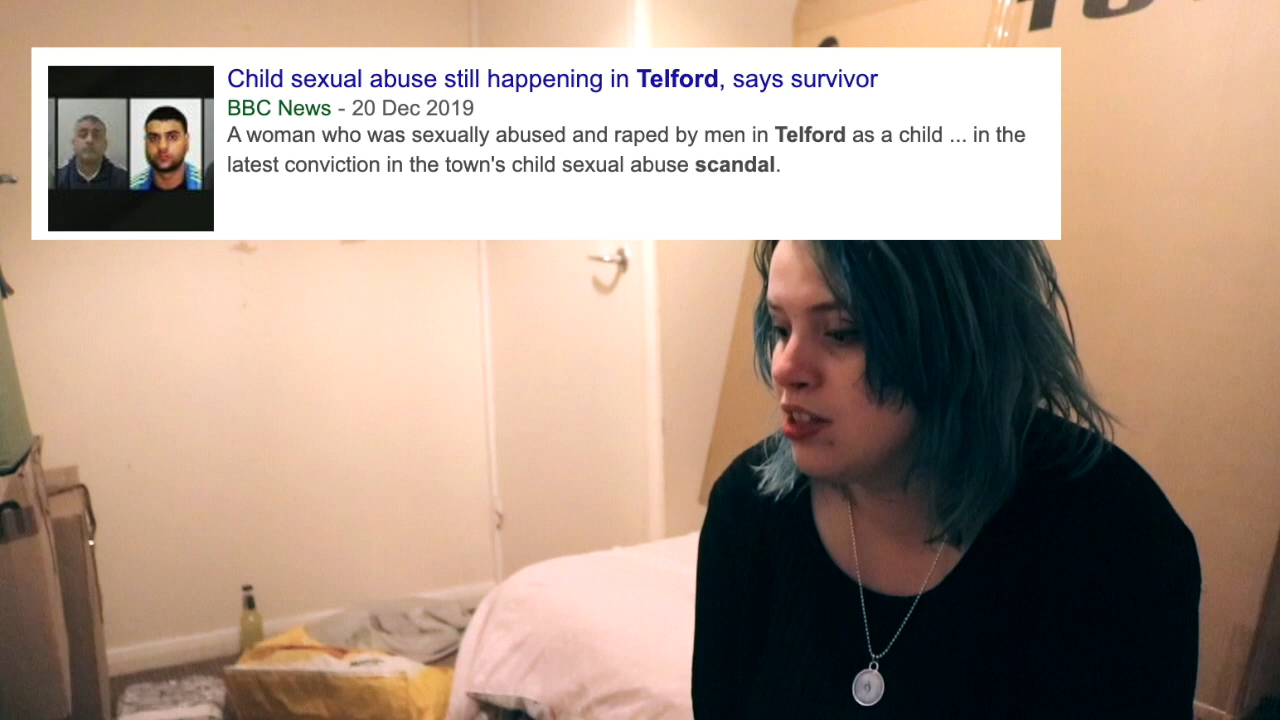 Child sexual abuse still happening in Telford, says survivor
BBC News - 20 Dec 2019
A woman who was sexually abused and raped by men in Telford as a child ... in the
latest conviction in the town's child sexual abuse scandal.